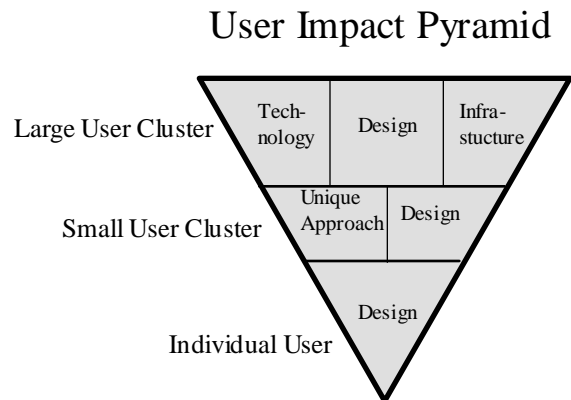 User Impact Pyramid
Large User Cluster
Tech-
nology
Design
Infra-
stucture
Small User Cluster
Unique
Approach
Design
Individual User
Design